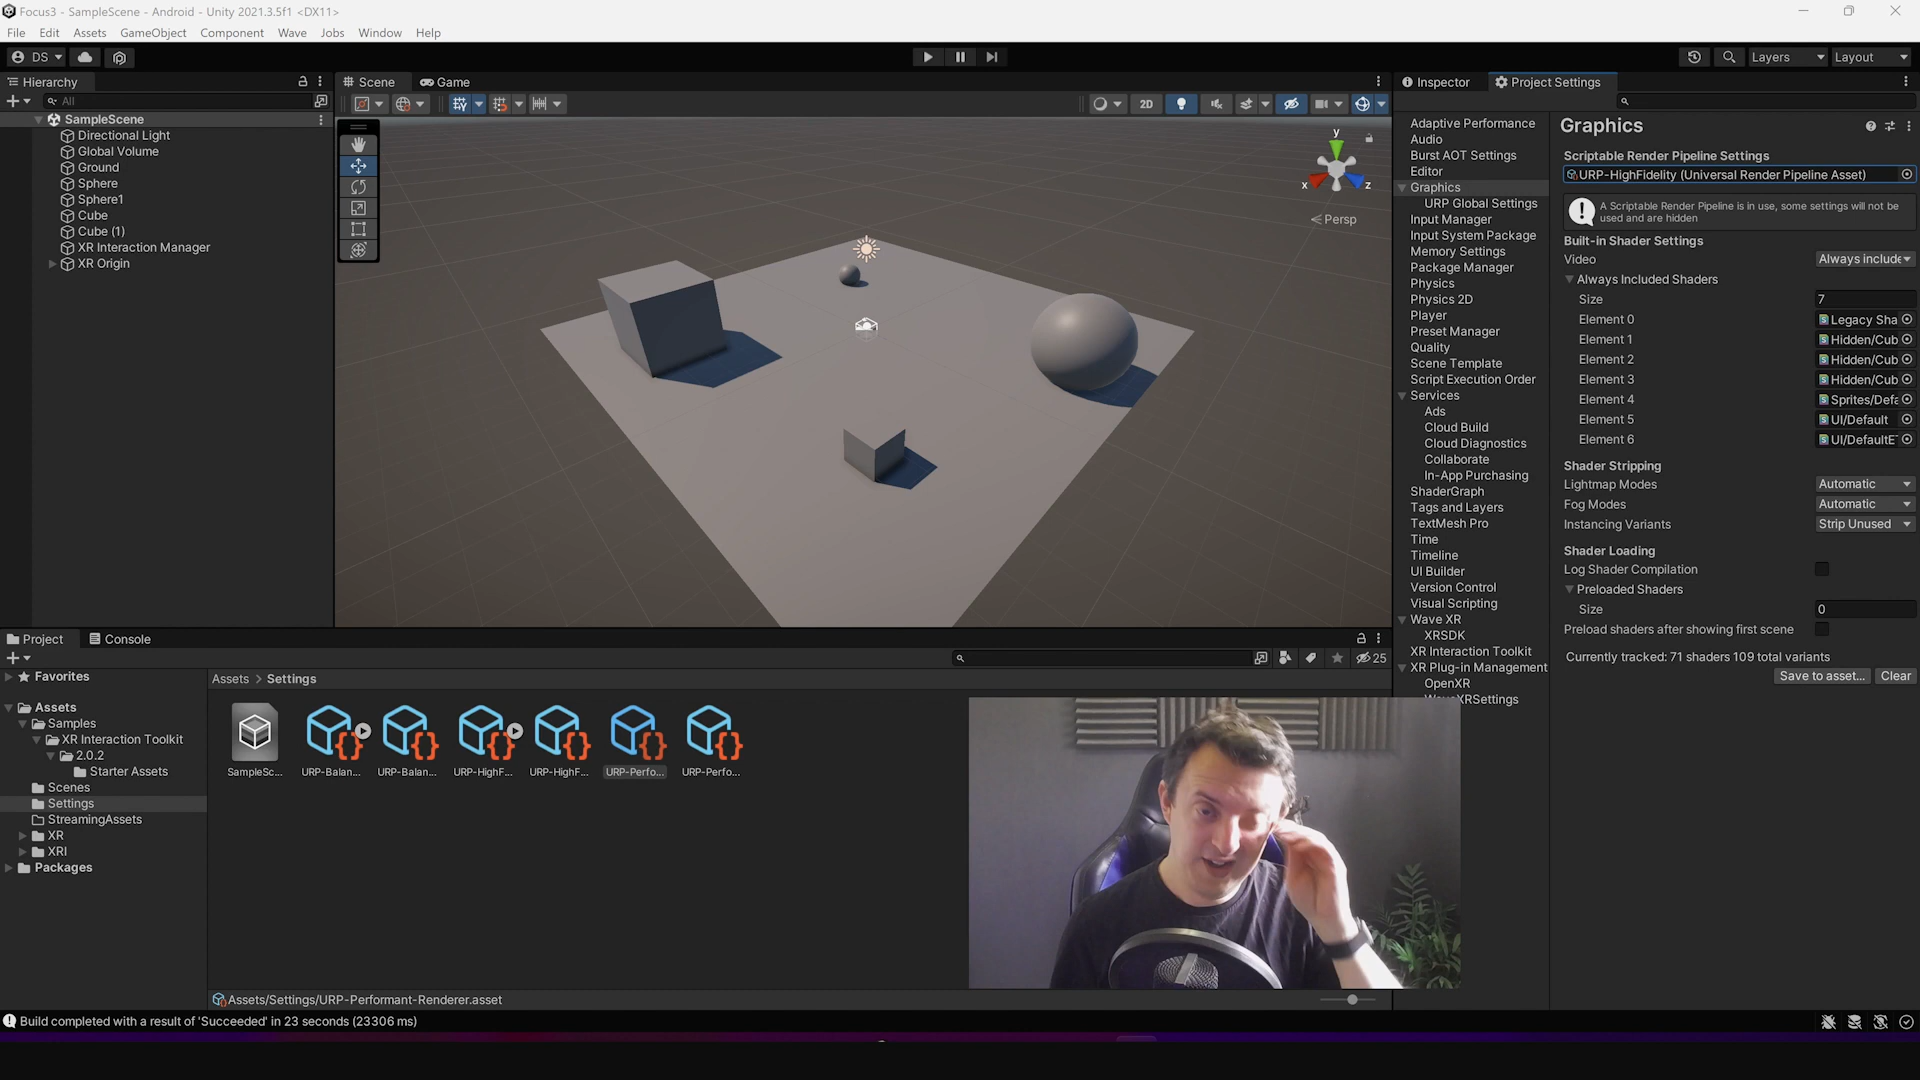 Focus3 - SampleScene - Android - Unity 2021.3.5f1 <DX11>
File Edit Assets GameObject Component Wave Jobs Window Help
DS
Layers
Layout
Hierarchy
All
SampleScene
Directional Light
Global Volume
Ground
Sphere
Sphere1
Cube
Cube (1)
XR Interaction Manager
XR Origin
Scene
Game
2D
y
x
z
Persp
Inspector
Project Settings
Adaptive Performance
Audio
Burst AOT Settings
Editor
Graphics
URP Global Settings
Input Manager
Input System Package
Memory Settings
Package Manager
Physics
Physics 2D
Player
Preset Manager
Quality
Scene Template
Script Execution Order
Services
Ads
Cloud Build
Cloud Diagnostics
Collaborate
In-App Purchasing
ShaderGraph
Tags and Layers
TextMesh Pro
Time
Timeline
UI Builder
Version Control
Visual Scripting
Wave XR
XRSDK
XR Interaction Toolkit
XR Plug-in Management
OpenXR
WaveXRSettings
Graphics
Scriptable Render Pipeline Settings
URP-HighFidelity (Universal Render Pipeline Asset)
A Scriptable Render Pipeline is in use, some settings will not be
used and are hidden
Built-in Shader Settings
Video Always include
Always Included Shaders
Size 7
Element 0 Legacy Sha
Element 1 Hidden/Cub
Element 2 Hidden/Cub
Element 3 Hidden/Cub
Element 4 Sprites/Defa
Element 5 UI/Default
Element 6 UI/DefaultE
Shader Stripping
Lightmap Modes Automatic
Fog Modes Automatic
Instancing Variants Strip Unused
Shader Loading
Log Shader Compilation
Preloaded Shaders
Size 0
Preload shaders after showing first scene
Currently tracked: 71 shaders 109 total variants
Save to asset... Clear
Project
Console
25
Favorites
Assets
Samples
XR Interaction Toolkit
2.0.2
Starter Assets
Scenes
Settings
StreamingAssets
XR
XRI
Packages
Assets > Settings
SampleSc...
URP-Balan...
URP-Balan...
URP-HighF...
URP-HighF...
URP-Perfo...
URP-Perfo...
Assets/Settings/URP-Performant-Renderer.asset
Build completed with a result of 'Succeeded' in 23 seconds (23306 ms)